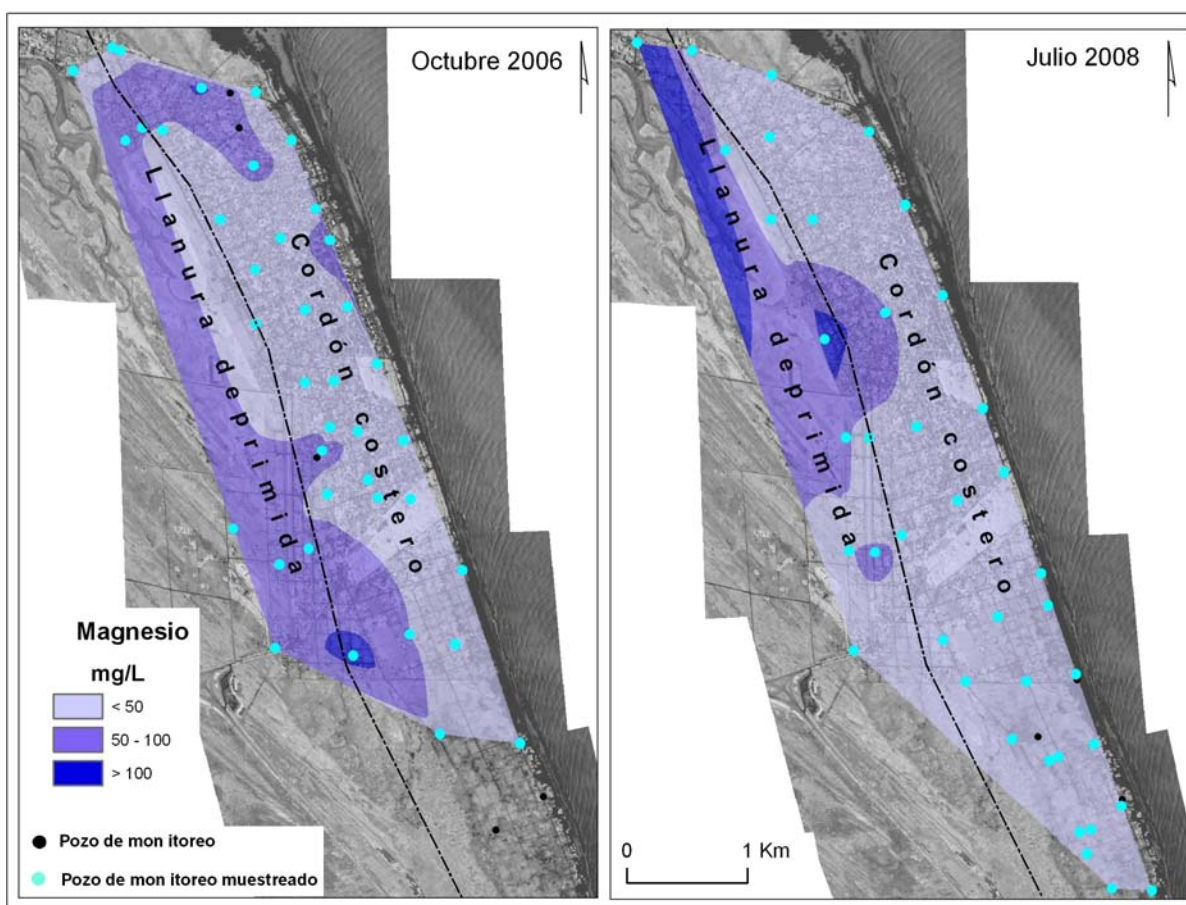 Octubre 2006
Llanura deprimida
Cordón costero
Magnesio
mg/L
< 50
50 - 100
> 100
Pozo de mon itoreo
Pozo de mon itoreo muestreado
Julio 2008
Llanura deprimida
Cordón costero
0 1 Km